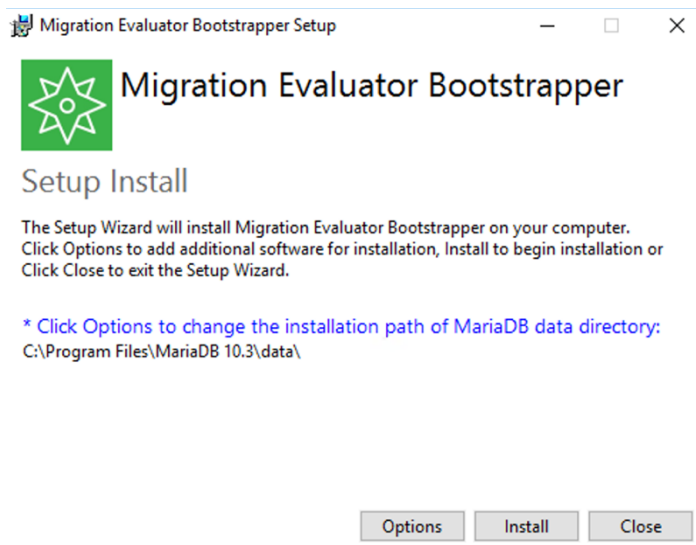 Migration Evaluator Bootstrapper Setup
Migration Evaluator Bootstrapper
Setup Install
The Setup Wizard will install Migration Evaluator Bootstrapper on your computer.
Click Options to add additional software for installation, Install to begin installation or
Click Close to exit the Setup Wizard.
* Click Options to change the installation path of MariaDB data directory:
C:\Program Files\MariaDB 10.3\data\
Options Install Close